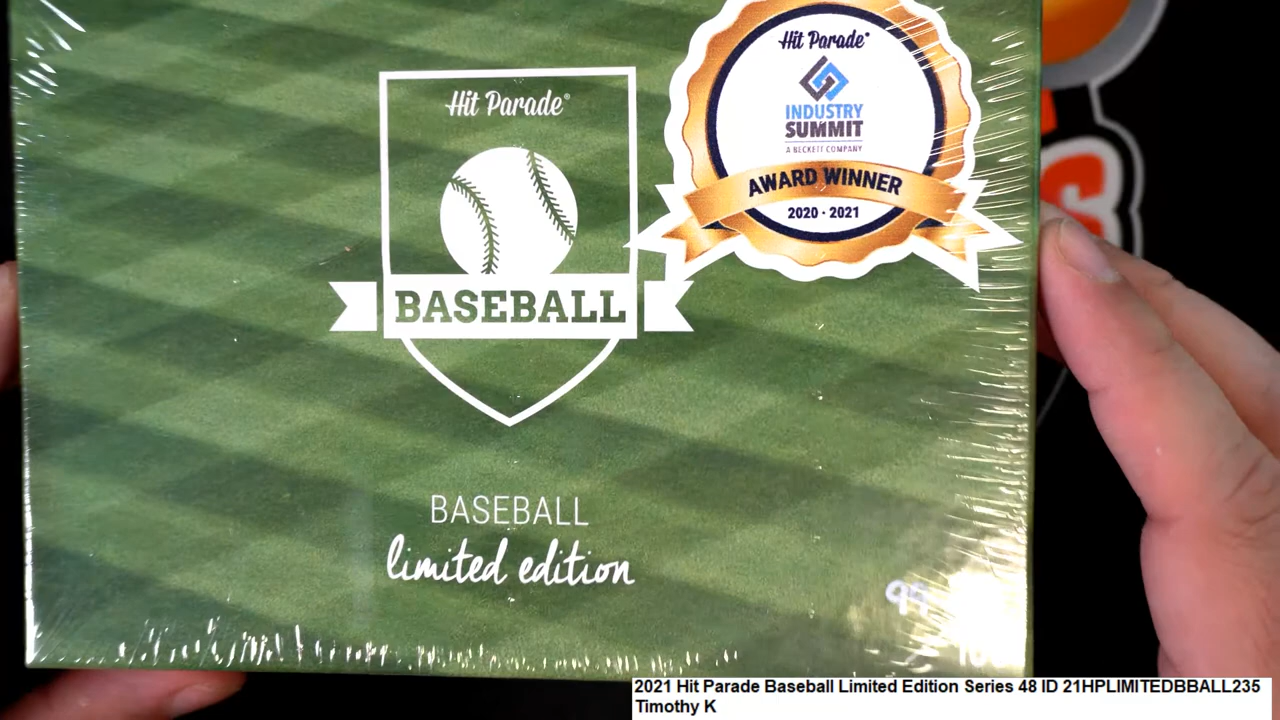 Hit Parade®
INDUSTRY
SUMMIT
A BECKETT COMPANY
AWARD WINNER
2020 · 2021
Hit Parade®
BASEBALL
BASEBALL
limited edition
99
2021 Hit Parade Baseball Limited Edition Series 48 ID 21HPLIMITEDBBALL235
Timothy K